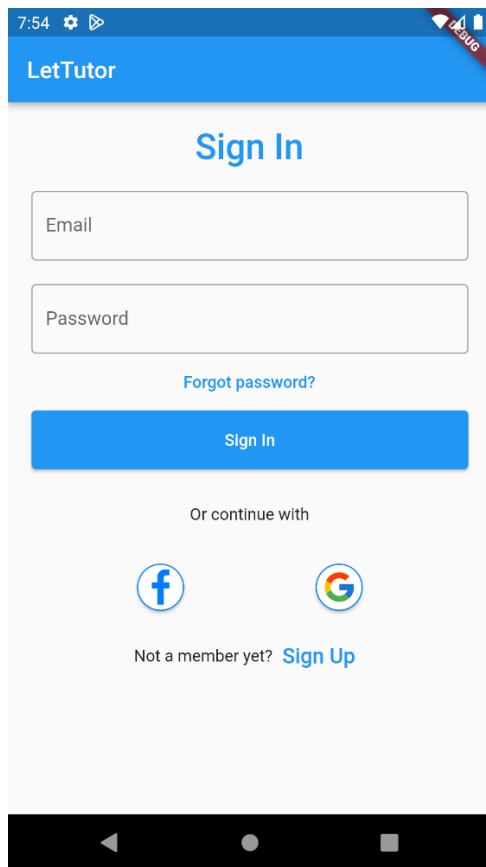 7:54
DEBUG
LetTutor
Sign In
Email
Password
Forgot password?
Sign In
Or continue with
Not a member yet? Sign Up